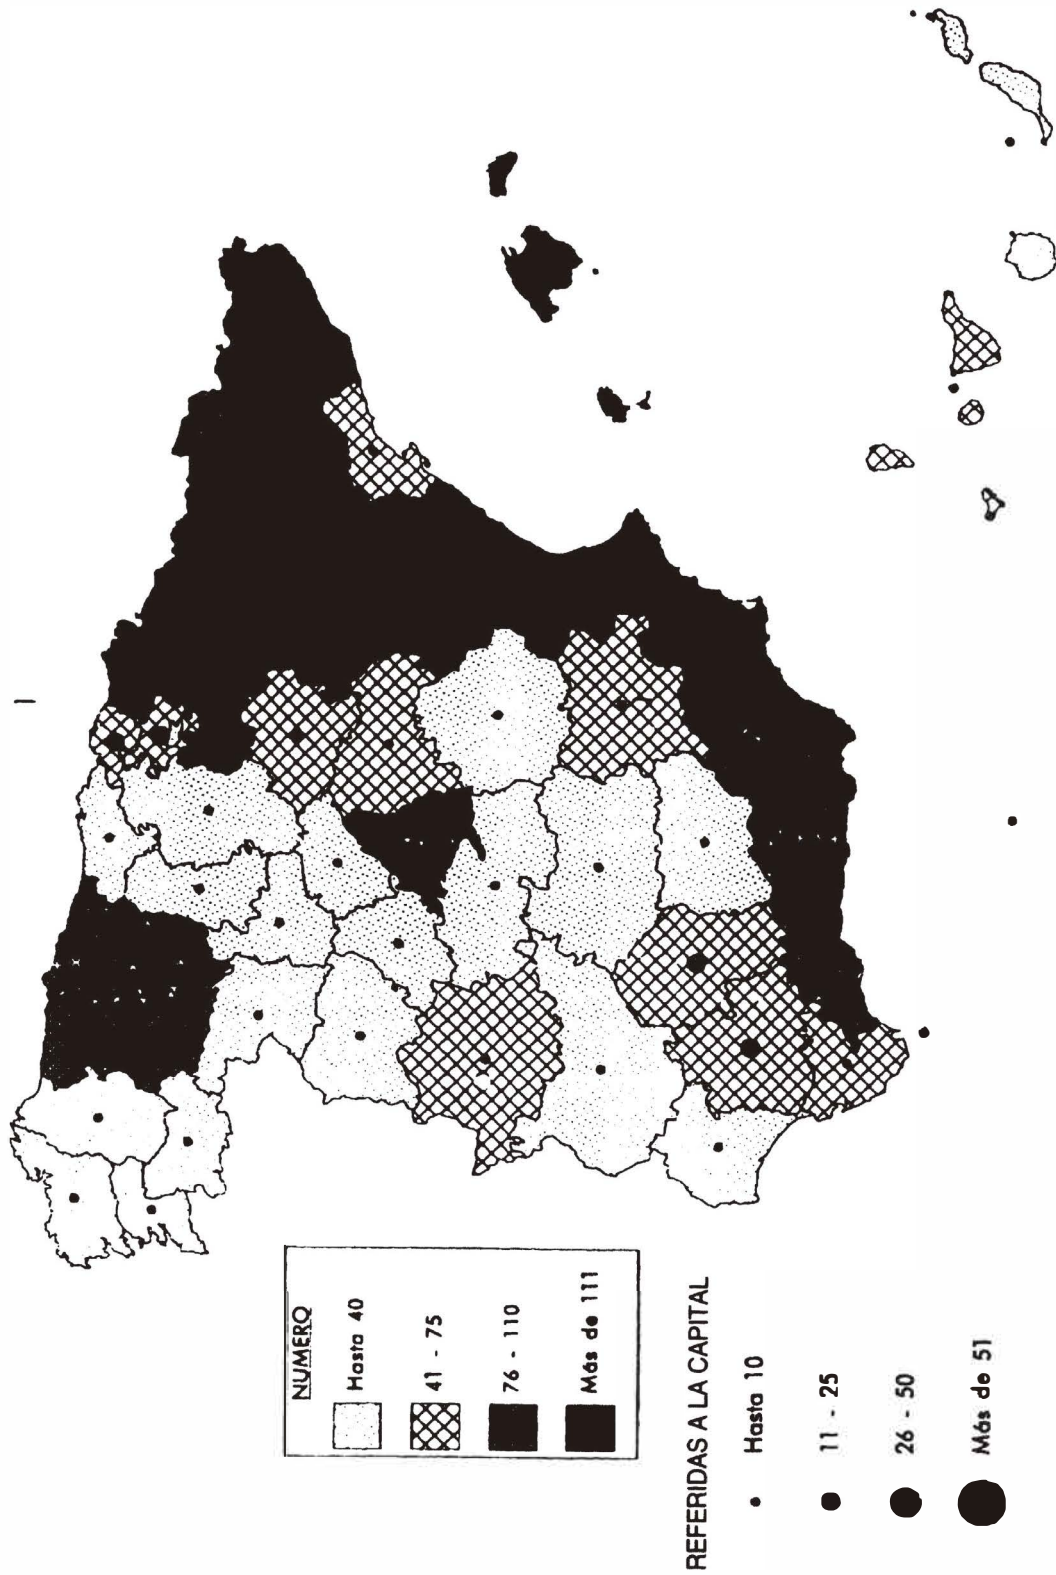 NUMERO
Hasta 40
41 - 75
76 - 110
Más de 111
REFERIDAS A LA CAPITAL
Hasta 10
11 - 25
26 - 50
Más de 51